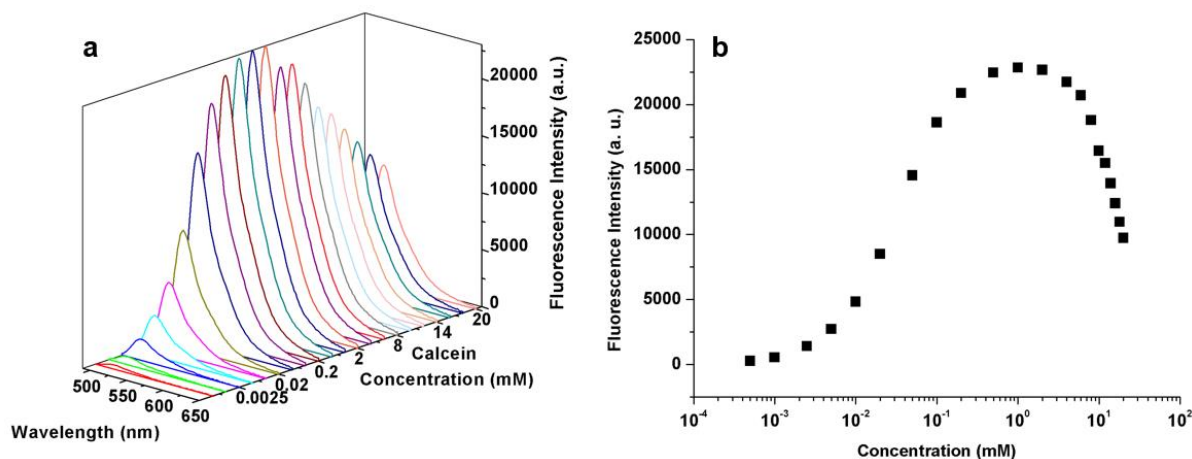 a
Fluorescence Intensity (a.u.)
20000
15000
10000
5000
0
20
14
8
2
0.2
0.02
0.0025
Calcein
Concentration (mM)
500
550
600
650
Wavelength (nm)
b
Fluorescence Intensity (a. u.)
25000
20000
15000
10000
5000
0
10⁻⁴ 10⁻³ 10⁻² 10⁻¹ 10⁰ 10¹ 10²
Concentration (mM)